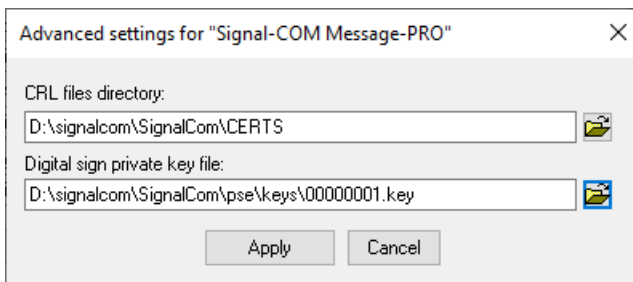 Advanced settings for "Signal-COM Message-PRO"
CRL files directory:
D:\signalcom\SignalCom\CERTS
Digital sign private key file:
D:\signalcom\SignalCom\pse\keys\00000001.key
Apply Cancel